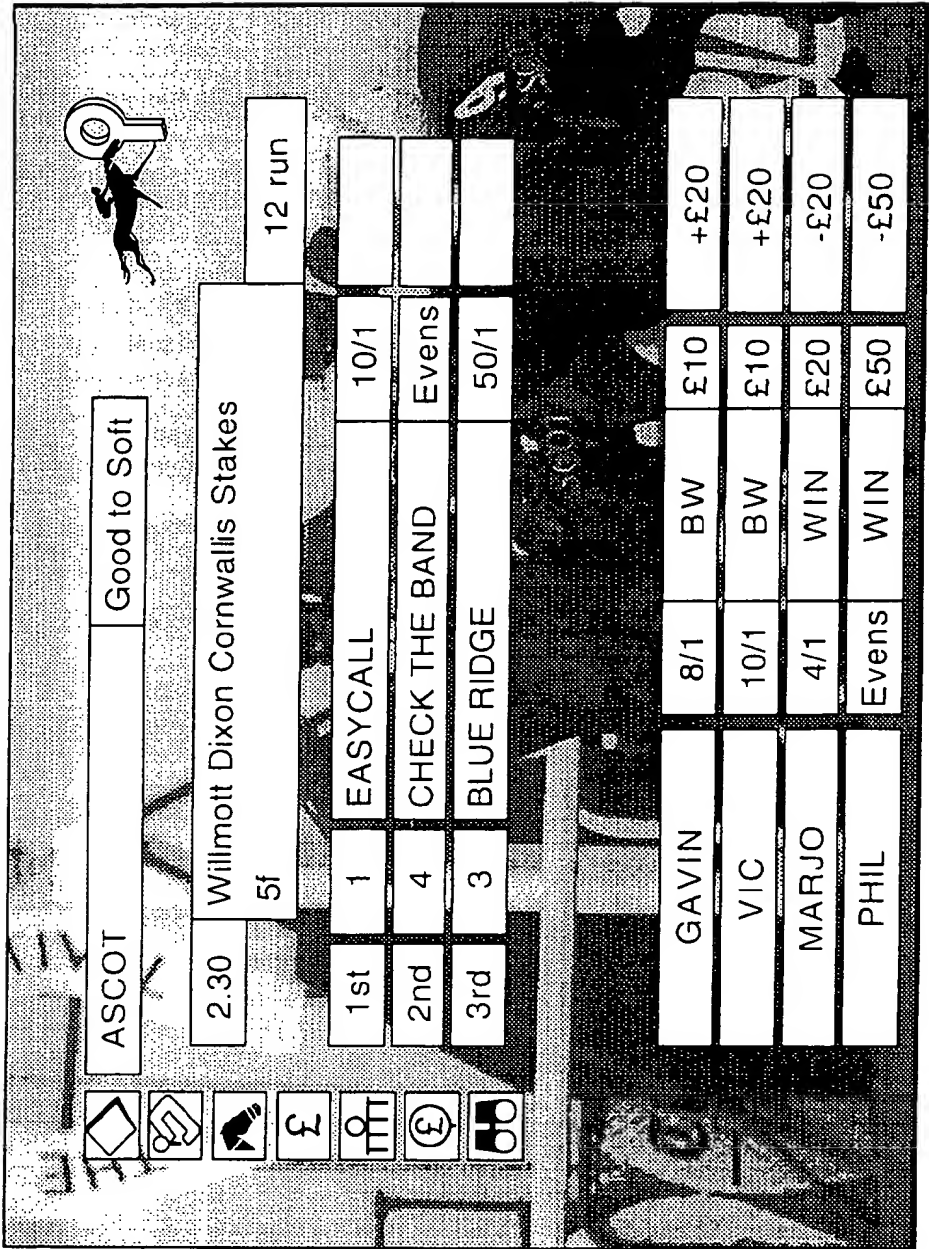 ASCOT Good to Soft
2.30 Willmott Dixon Cornwallis Stakes
5f 12 run
1st 1 EASYCALL 10/1
2nd 4 CHECK THE BAND Evens
3rd 3 BLUE RIDGE 50/1
£
£
GAVIN 8/1 BW £10 +£20
VIC 10/1 BW £10 +£20
MARJO 4/1 WIN £20 -£20
PHIL Evens WIN £50 -£50
THE